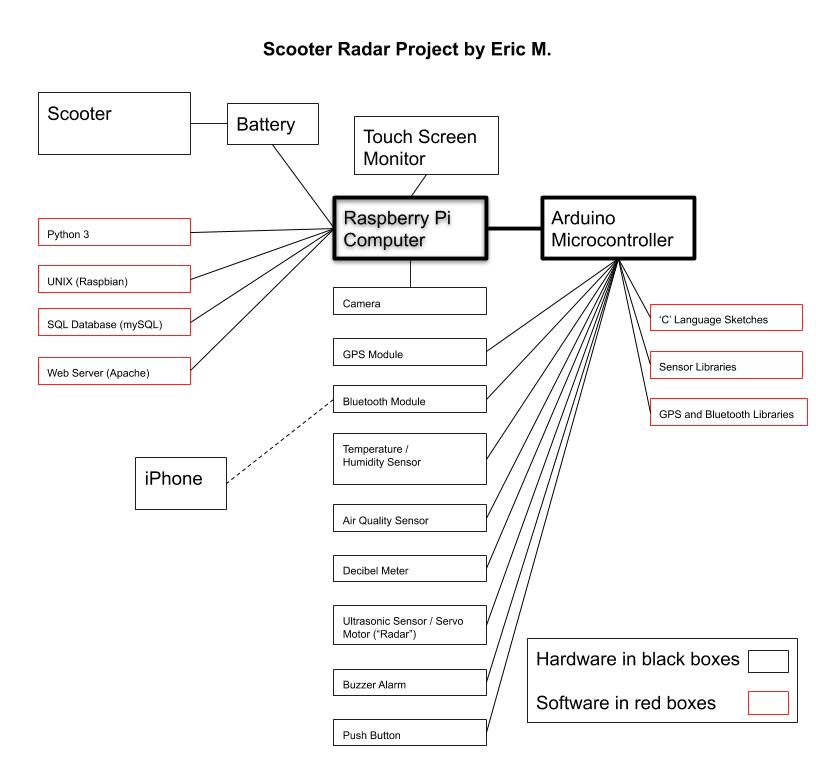 Scooter Radar Project by Eric M.
Scooter
Battery
Touch Screen
Monitor
Raspberry Pi
Computer
Arduino
Microcontroller
Python 3
UNIX (Raspbian)
SQL Database (mySQL)
Web Server (Apache)
Camera
GPS Module
Bluetooth Module
Temperature /
Humidity Sensor
Air Quality Sensor
Decibel Meter
Ultrasonic Sensor / Servo
Motor (“Radar”)
Buzzer Alarm
Push Button
‘C’ Language Sketches
Sensor Libraries
GPS and Bluetooth Libraries
iPhone
Hardware in black boxes
Software in red boxes